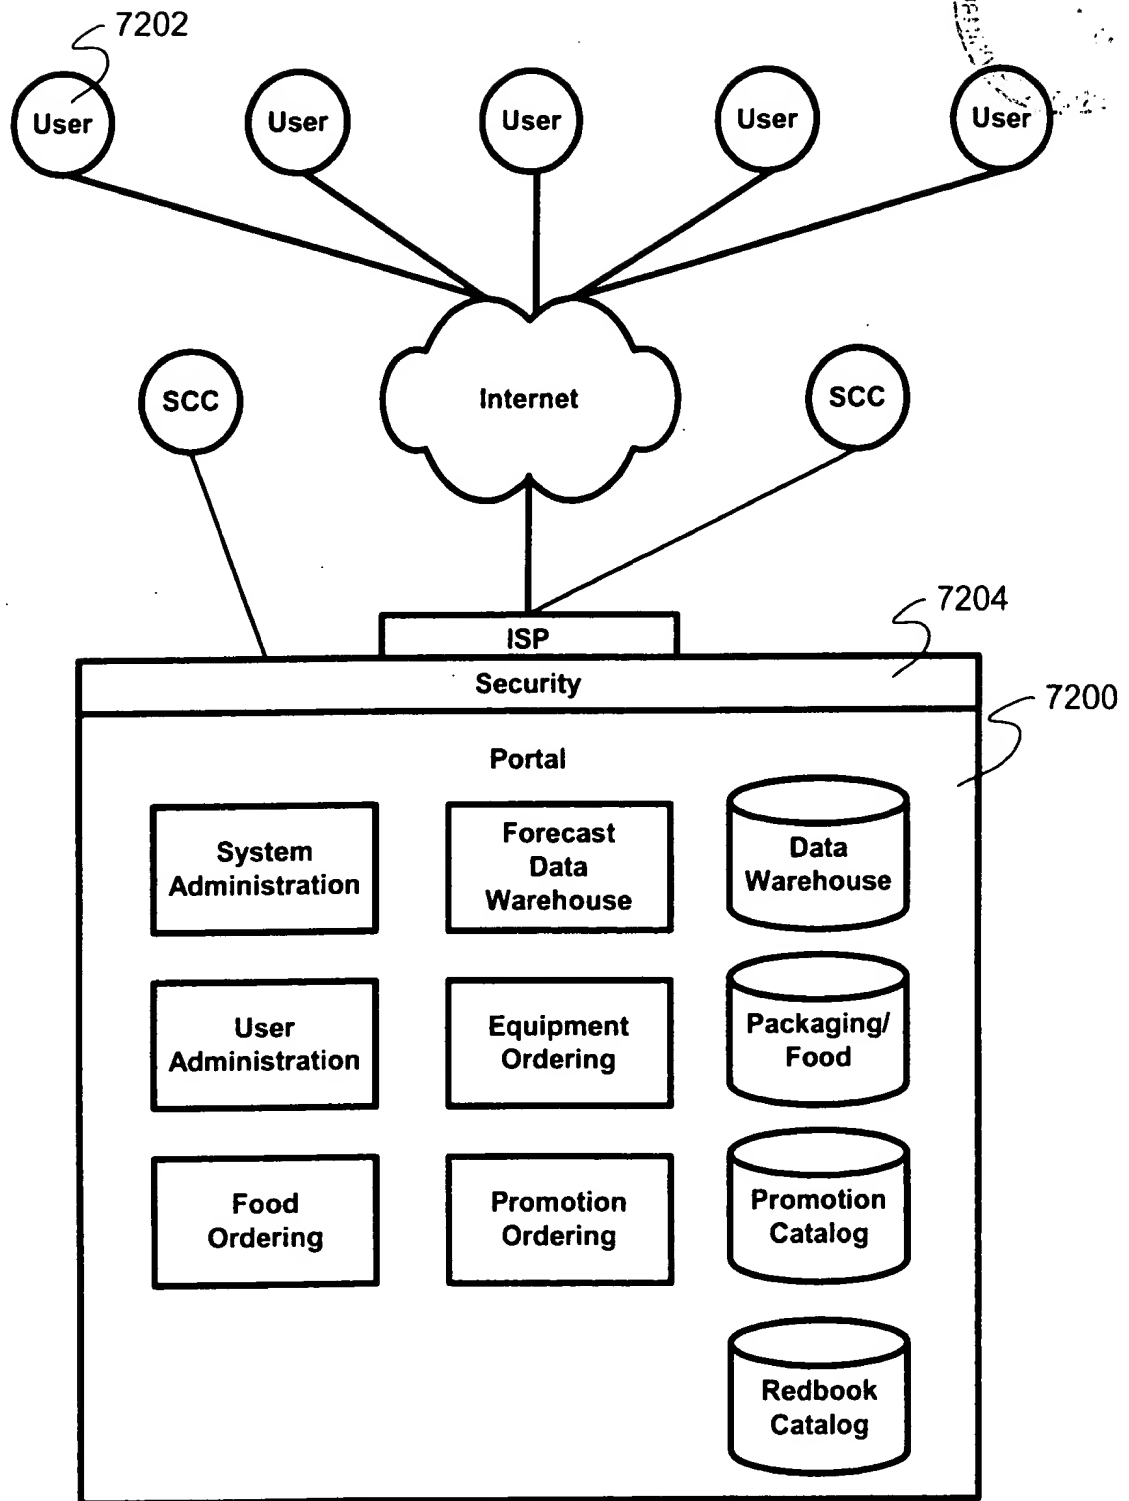 7202
User
User
User
User
User
SCC
Internet
SCC
ISP
7204
Security
7200
Portal
System
Administration
Forecast
Data
Warehouse
Data
Warehouse
User
Administration
Equipment
Ordering
Packaging/
Food
Food
Ordering
Promotion
Ordering
Promotion
Catalog
Redbook
Catalog